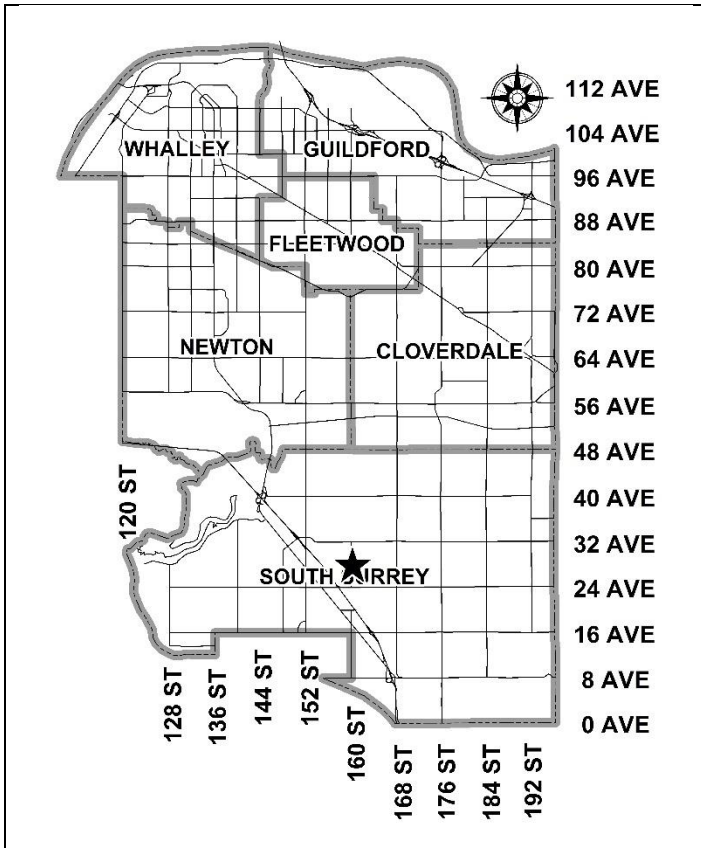 112 AVE
104 AVE
WHALLEY
GUILDFORD
96 AVE
88 AVE
FLEETWOOD
80 AVE
72 AVE
NEWTON
CLOVERDALE
64 AVE
56 AVE
48 AVE
120 ST
40 AVE
32 AVE
SOUTH SURREY
24 AVE
16 AVE
128 ST
136 ST
144 ST
152 ST
160 ST
168 ST
176 ST
184 ST
192 ST
8 AVE
0 AVE